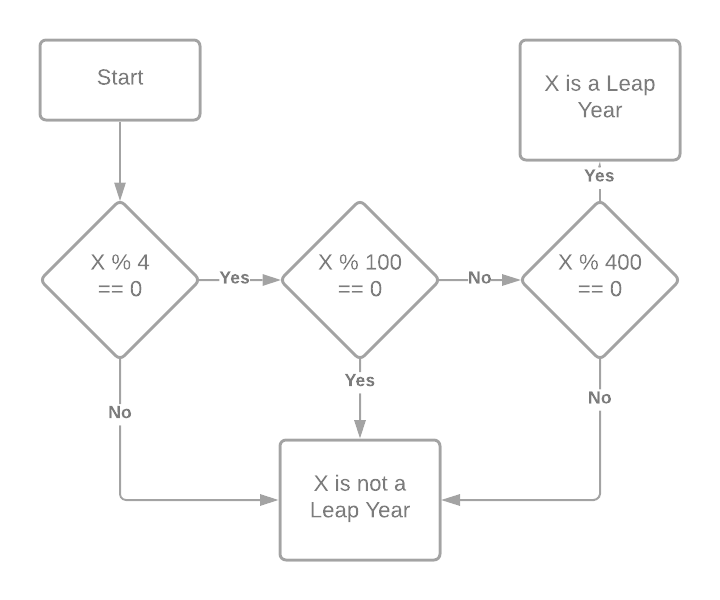 Start
X is a Leap
Year
Yes
X % 4
== 0
Yes
X % 100
== 0
No
X % 400
== 0
No
Yes
No
X is not a
Leap Year